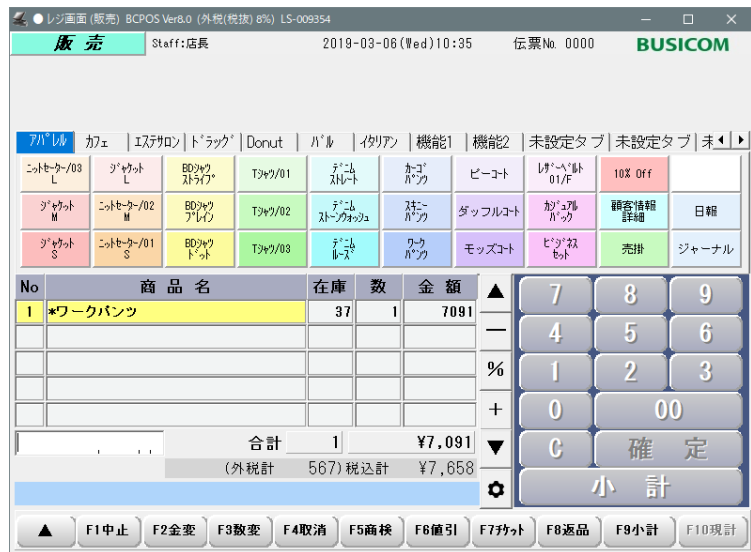 ●レジ画面 (販売) BCPOS Ver8.0 (外税(税抜) 8%) LS-009354
販 売 Staff:店長 2019-03-06(Wed)10:35 伝票№ 0000 BUSICOM
アパレル カフェ エステサロン ドラッグ Donut バル イタリアン 機能1 機能2 未設定タブ 未設定タブ 未
ニットセーター/03 L ジャケット L BDシャツ ストライプ Tシャツ/01 デニム ストレート カーゴ パンツ ピーコート レザーベルト 01/F 10% Off
ジャケット M ニットセーター/02 M BDシャツ プレイン Tシャツ/02 デニム ストーンウォッシュ スキニー パンツ ダッフルコート カジュアル バック 顧客情報 詳細 日報
ジャケット S ニットセーター/01 S BDシャツ ドット Tシャツ/03 デニム ルーズ ワーク パンツ モッズコート ビジネス セット 売掛 ジャーナル
No 商 品 名 在庫 数 金 額 ▲ 7 8 9
1 *ワークパンツ 37 1 7091
― 4 5 6
% 1 2 3
+ 0 00
合計 1 ¥7,091 ▼ C 確 定
(外税計 567)税込計 ¥7,658
小 計
▲ F1中止 F2金変 F3数変 F4取消 F5商検 F6値引 F7チケット F8返品 F9小計 F10現計